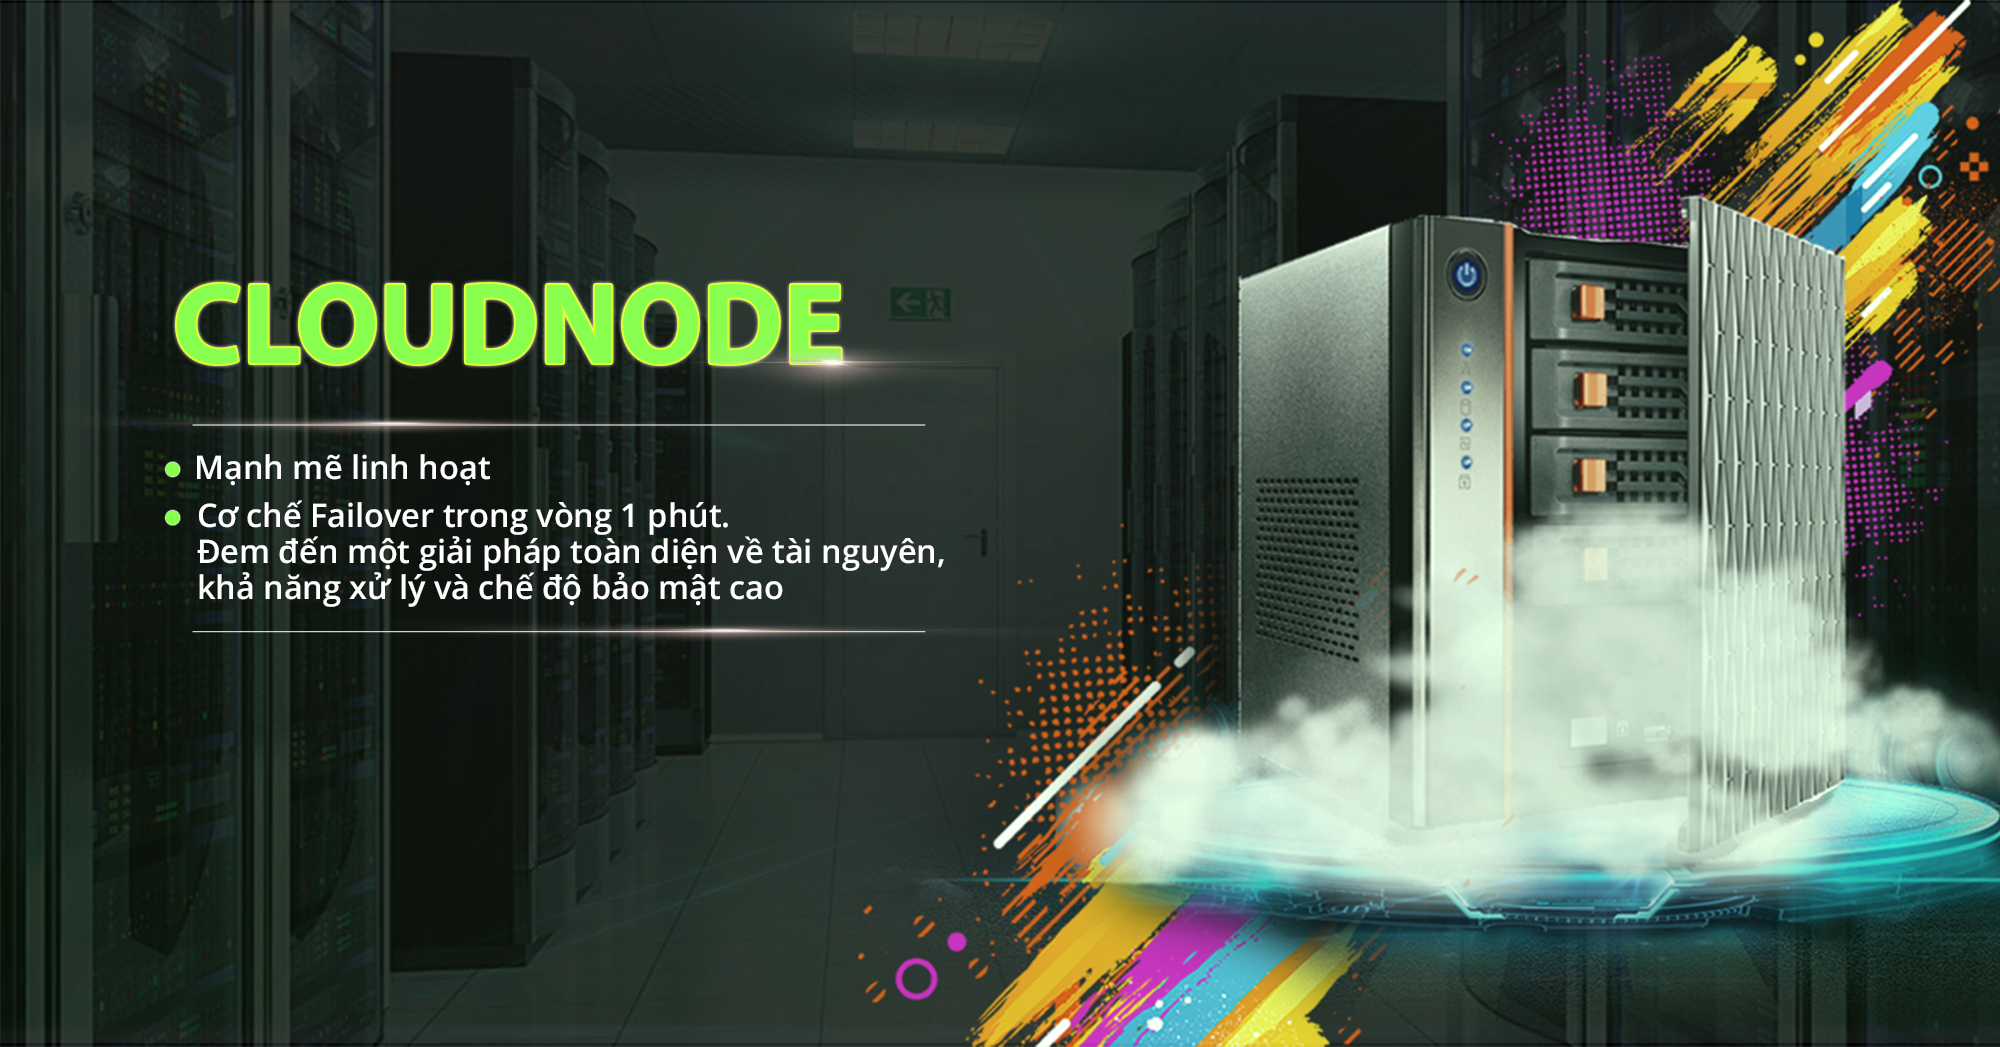 CLOUDNODE
Mạnh mẽ linh hoạt
Cơ chế Failover trong vòng 1 phút.
Đem đến một giải pháp toàn diện về tài nguyên,
khả năng xử lý và chế độ bảo mật cao